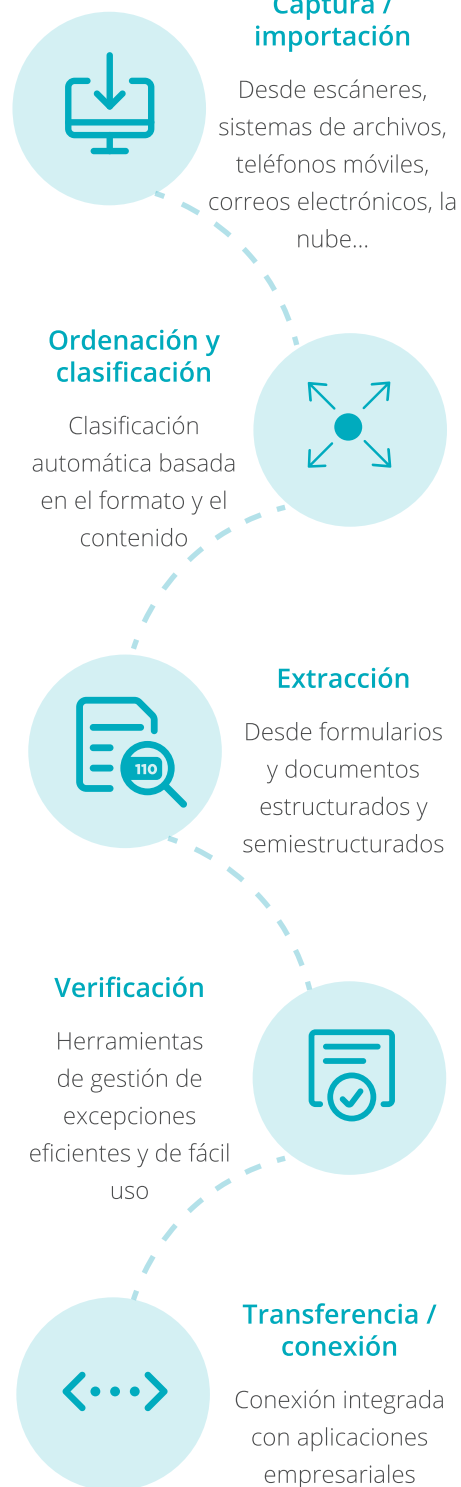 Captura /
importación
Desde escáneres,
sistemas de archivos,
teléfonos móviles,
correos electrónicos, la
nube...
Ordenación y
clasificación
Clasificación
automática basada
en el formato y el
contenido
Extracción
Desde formularios
y documentos
estructurados y
semiestructurados
110
Verificación
Herramientas
de gestión de
excepciones
eficientes y de fácil
uso
Transferencia /
conexión
Conexión integrada
con aplicaciones
empresariales